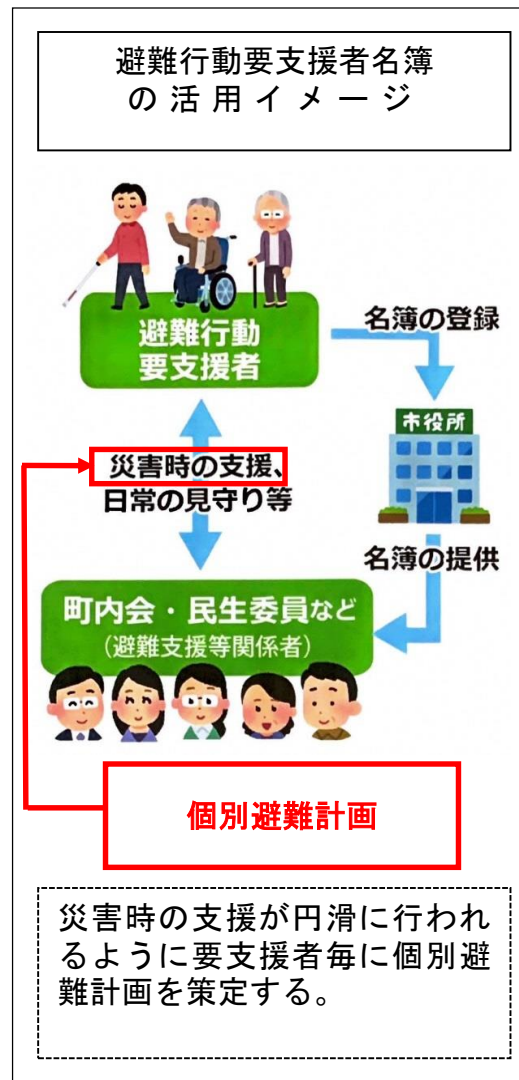 避難行動要支援者名簿
の活用イメージ
避難行動
要支援者
名簿の登録
市役所
災害時の支援、
日常の見守り等
名簿の提供
町内会・民生委員など
(避難支援等関係者)
個別避難計画
災害時の支援が円滑に行われ
るように要支援者毎に個別避
難計画を策定する。